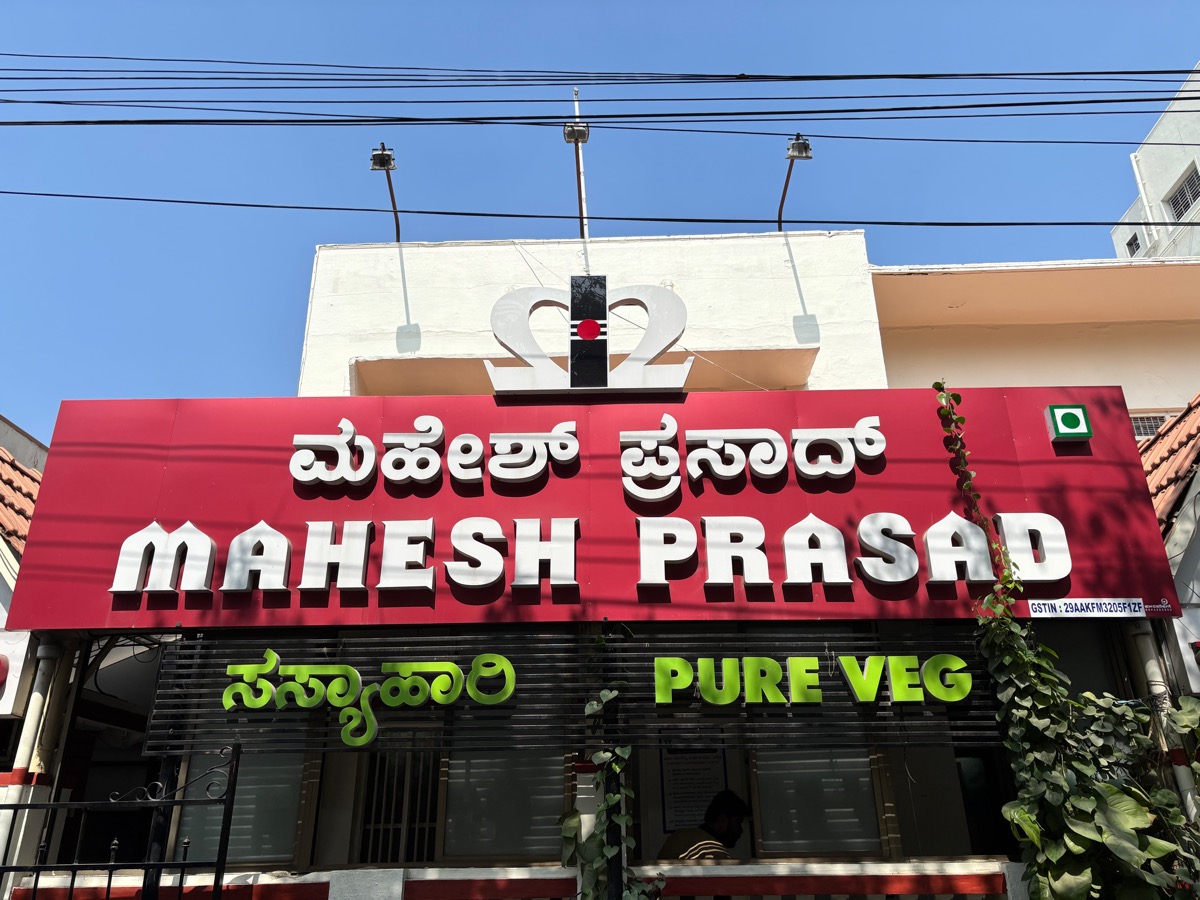 ಮಹೇಶ್ ಪ್ರಸಾದ್
MAHESH PRASAD
GSTIN : 29AAKFM3205F1ZF
ಸಸ್ಯಾಹಾರಿ PURE VEG